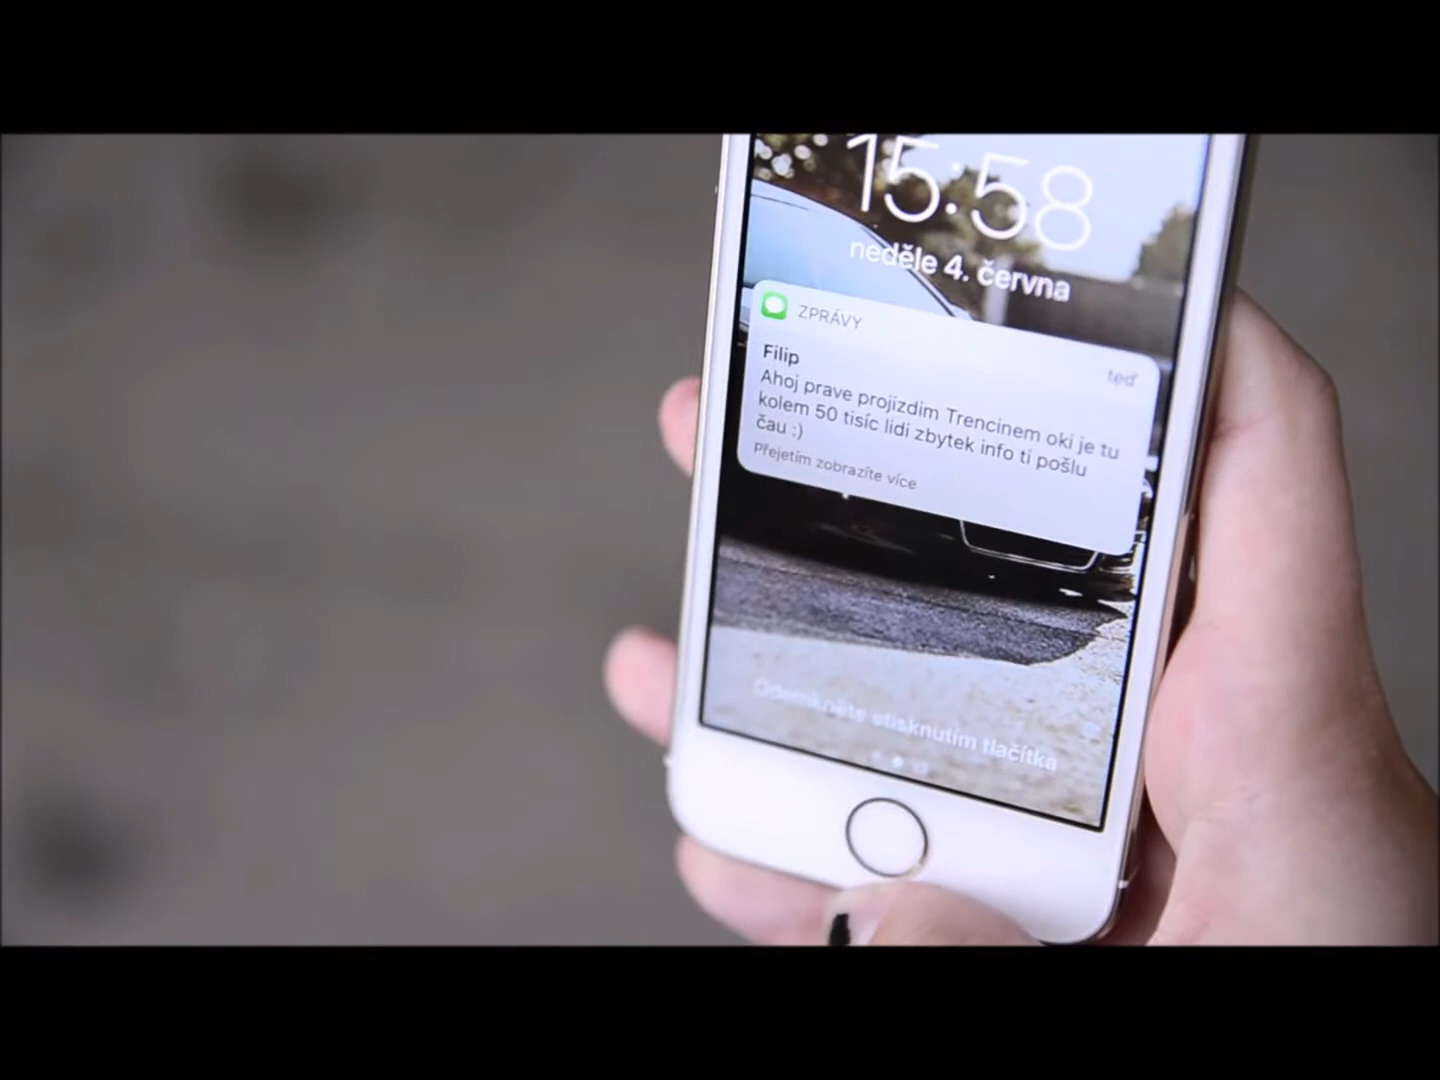 15:58
neděle 4. června
ZPRÁVY
teď
Filip
Ahoj prave projizdim Trencinem oki je tu
kolem 50 tisíc lidi zbytek info ti pošlu
čau :)
Přejetím zobrazíte více
Odemkněte stisknutím tlačítka